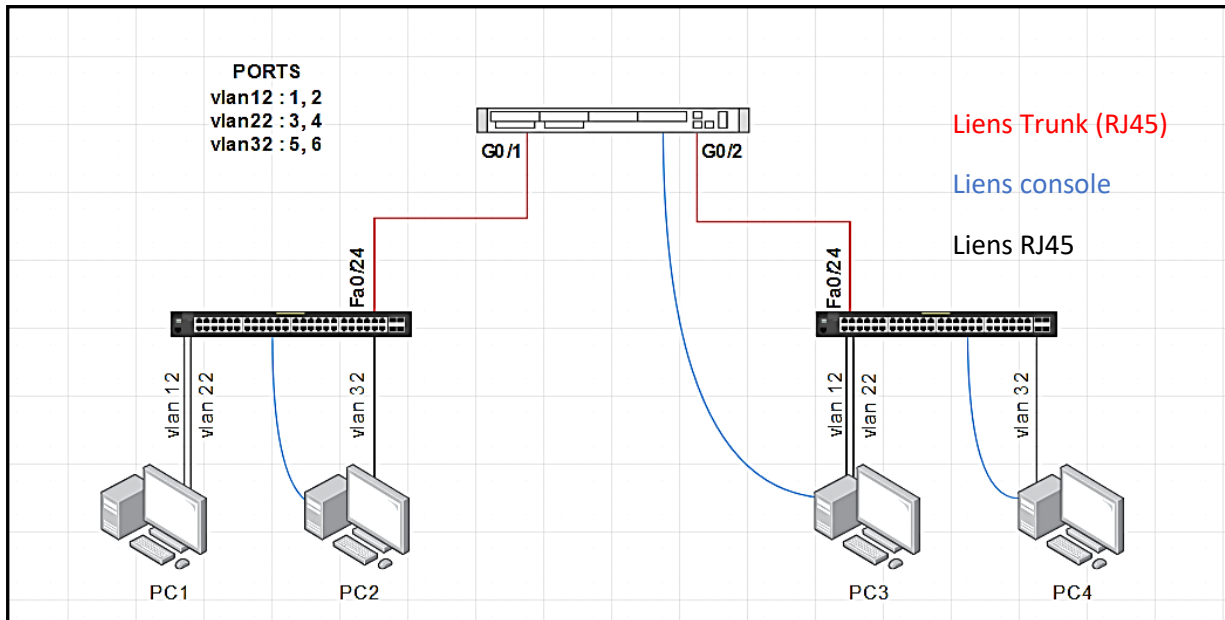 PORTS
vlan12 : 1, 2
vlan22 : 3, 4
vlan32 : 5, 6
G0/1
G0/2
Liens Trunk (RJ45)
Liens console
Liens RJ45
Fa0/24
Fa0/24
vlan 12
vlan 22
vlan 32
vlan 12
vlan 22
vlan 32
PC1
PC2
PC3
PC4